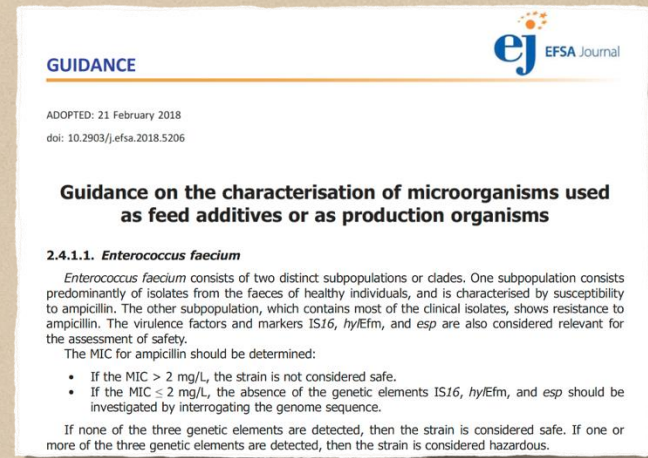 GUIDANCE
ej EFSA Journal
ADOPTED: 21 February 2018
doi: 10.2903/j.efsa.2018.5206
Guidance on the characterisation of microorganisms used
as feed additives or as production organisms
2.4.1.1. Enterococcus faecium
Enterococcus faecium consists of two distinct subpopulations or clades. One subpopulation consists
predominantly of isolates from the faeces of healthy individuals, and is characterised by susceptibility
to ampicillin. The other subpopulation, which contains most of the clinical isolates, shows resistance to
ampicillin. The virulence factors and markers IS16, hylEfm, and esp are also considered relevant for
the assessment of safety.
The MIC for ampicillin should be determined:
• If the MIC > 2 mg/L, the strain is not considered safe.
• If the MIC ≤ 2 mg/L, the absence of the genetic elements IS16, hylEfm, and esp should be
investigated by interrogating the genome sequence.
If none of the three genetic elements are detected, then the strain is considered safe. If one or
more of the three genetic elements are detected, then the strain is considered hazardous.